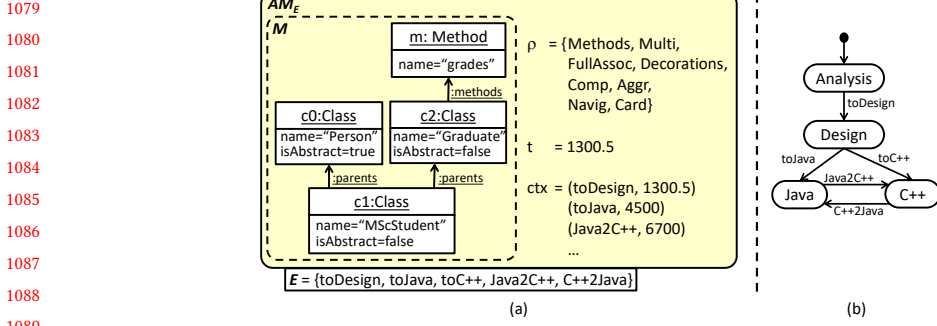 1079
1080
1081
1082
1083
1084
1085
1086
1087
1088
1089
AM_E
M
m: Method
name="grades"
:methods
c0:Class
name="Person"
isAbstract=true
c2:Class
name="Graduate"
isAbstract=false
:parents
:parents
c1:Class
name="MScStudent"
isAbstract=false
ρ = {Methods, Multi,
FullAssoc, Decorations,
Comp, Aggr,
Navig, Card}
t = 1300.5
ctx = (toDesign, 1300.5)
(toJava, 4500)
(Java2C++, 6700)
...
E = {toDesign, toJava, toC++, Java2C++, C++2Java}
(a)
Analysis
toDesign
Design
toJava
toC++
Java2C++
Java
C++
C++2Java
(b)